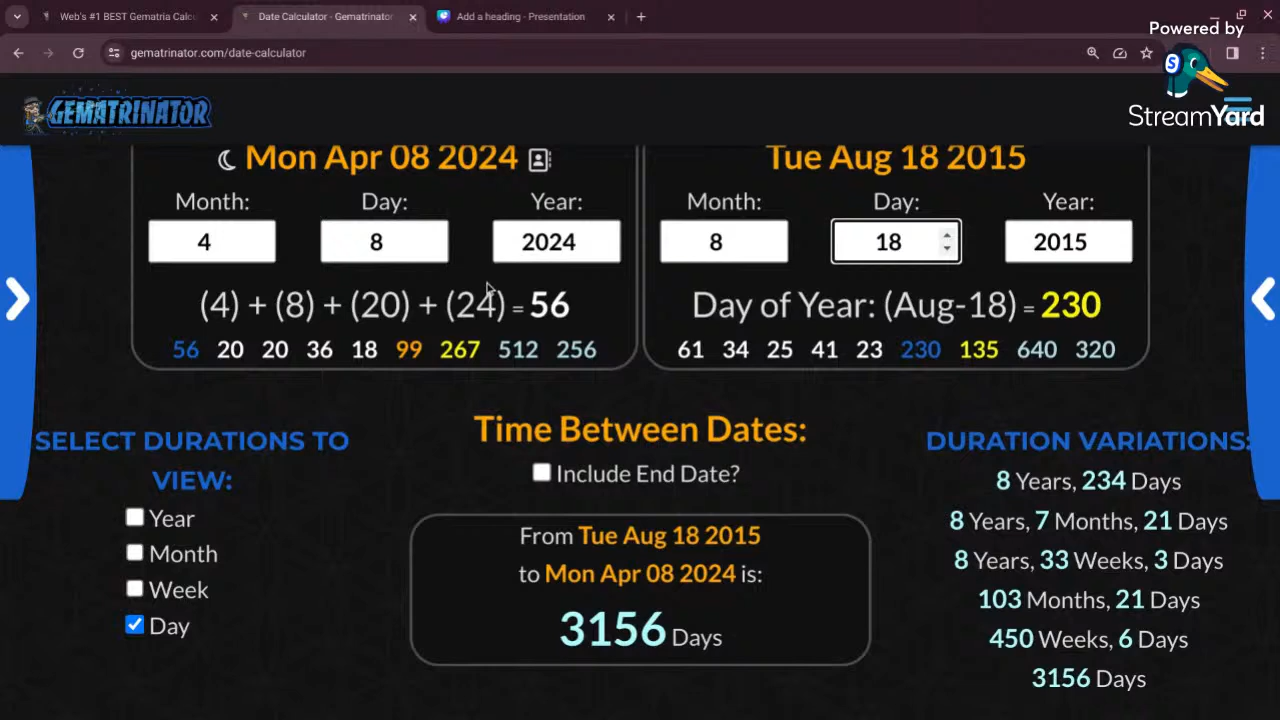 Web's #1 BEST Gematria Calcu
Date Calculator - Gematrinator
Add a heading - Presentation
gematrinator.com/date-calculator
Powered by
S
StreamYard
GEMATRINATOR
Mon Apr 08 2024
Month:
Day:
Year:
4
8
2024
(4) + (8) + (20) + (24) = 56
56 20 20 36 18 99 267 512 256
Tue Aug 18 2015
Month:
Day:
Year:
8
18
2015
Day of Year: (Aug-18) = 230
61 34 25 41 23 230 135 640 320
SELECT DURATIONS TO
VIEW:
Year
Month
Week
Day
Time Between Dates:
Include End Date?
From Tue Aug 18 2015
to Mon Apr 08 2024 is:
3156 Days
DURATION VARIATIONS:
8 Years, 234 Days
8 Years, 7 Months, 21 Days
8 Years, 33 Weeks, 3 Days
103 Months, 21 Days
450 Weeks, 6 Days
3156 Days